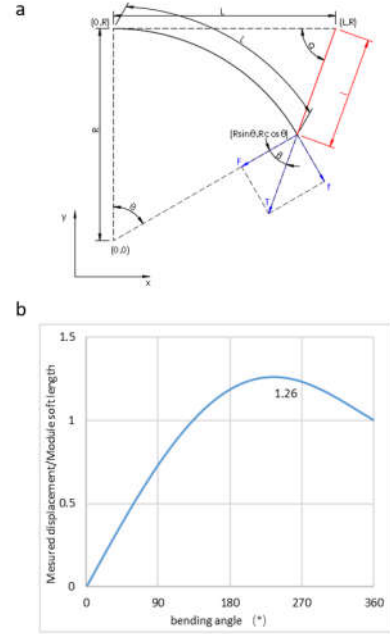 a
L
(0,R)
(L,R)
L
α
l
R
(Rsinθ,Rcosθ)
F
β
θ
T
f
y
(0,0)
x
b
Mesured displacement/Module soft length
1.5
1
0.5
0
1.26
0
90
180
270
360
bending angle (°)